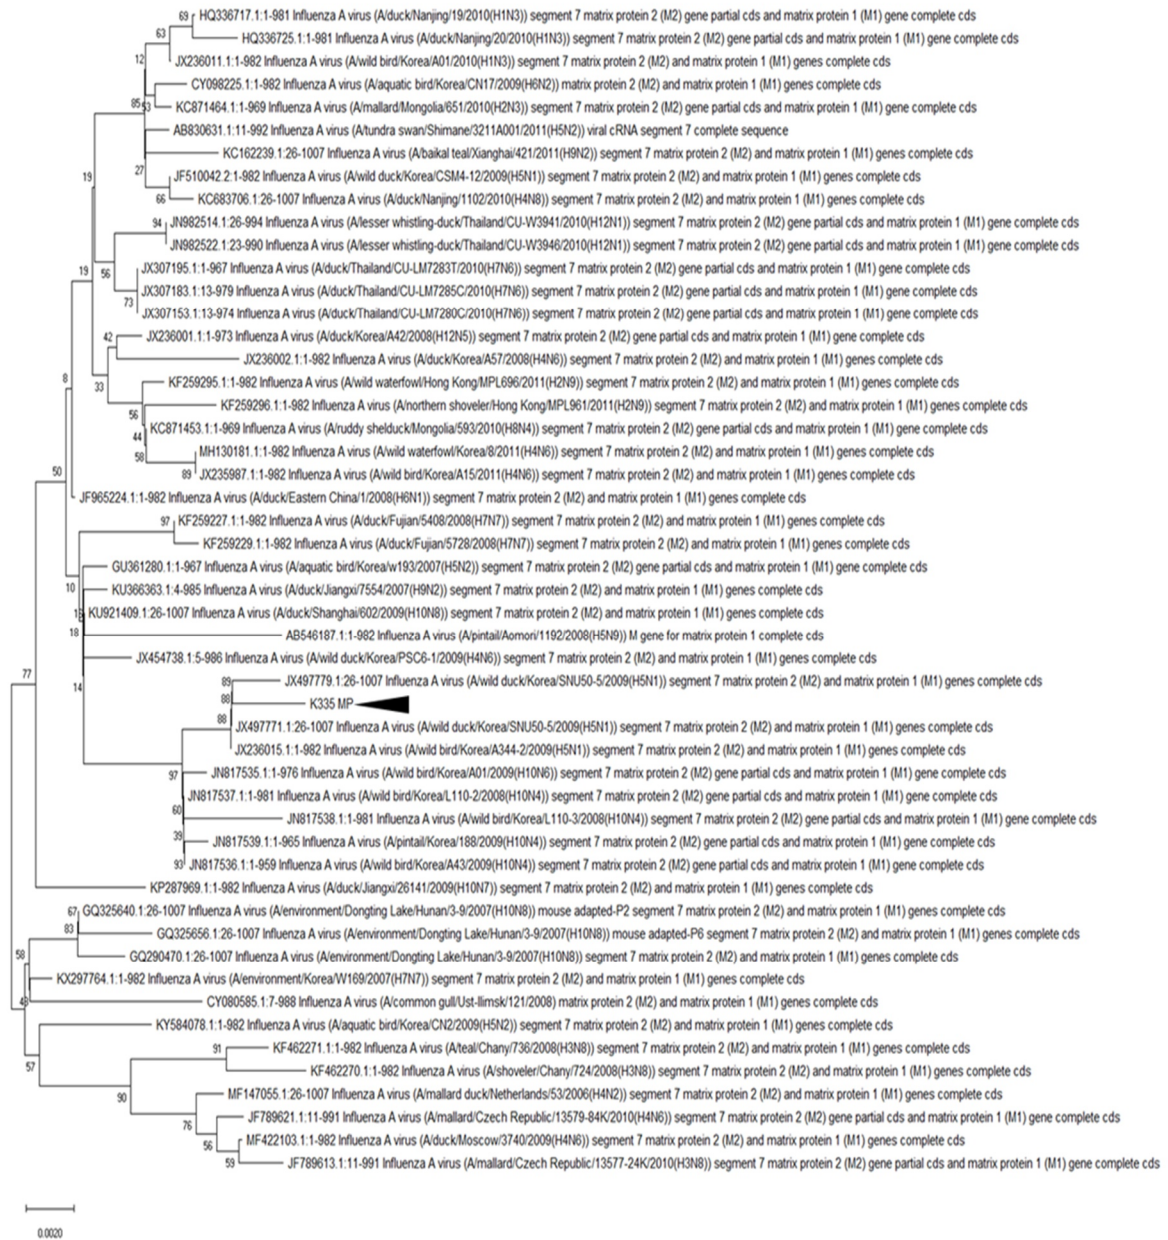 69 HQ336717.1:1-981 Influenza A virus (A/duck/Nanjing/19/2010(H1N3)) segment 7 matrix protein 2 (M2) gene partial cds and matrix protein 1 (M1) gene complete cds
63 HQ336725.1:1-981 Influenza A virus (A/duck/Nanjing/20/2010(H1N3)) segment 7 matrix protein 2 (M2) gene partial cds and matrix protein 1 (M1) gene complete cds
12 JX236011.1:1-982 Influenza A virus (A/wild bird/Korea/A01/2010(H1N3)) segment 7 matrix protein 2 (M2) and matrix protein 1 (M1) genes complete cds
CY098225.1:1-982 Influenza A virus (A/aquatic bird/Korea/CN17/2009(H6N2)) matrix protein 2 (M2) and matrix protein 1 (M1) genes complete cds
85 53 KC871464.1:1-969 Influenza A virus (A/mallard/Mongolia/651/2010(H2N3)) segment 7 matrix protein 2 (M2) gene partial cds and matrix protein 1 (M1) gene complete cds
AB830631.1:11-992 Influenza A virus (A/tundra swan/Shimane/3211A001/2011(H5N2)) viral cRNA segment 7 complete sequence
KC162239.1:26-1007 Influenza A virus (A/baikal teal/Xianghai/421/2011(H9N2)) segment 7 matrix protein 2 (M2) and matrix protein 1 (M1) genes complete cds
19 27 JF510042.2:1-982 Influenza A virus (A/wild duck/Korea/CSM4-12/2009(H5N1)) segment 7 matrix protein 2 (M2) and matrix protein 1 (M1) genes complete cds
66 KC683706.1:26-1007 Influenza A virus (A/duck/Nanjing/1102/2010(H4N8)) segment 7 matrix protein 2 (M2) and matrix protein 1 (M1) genes complete cds
94 JN982514.1:26-994 Influenza A virus (A/lesser whistling-duck/Thailand/CU-W3941/2010(H12N1)) segment 7 matrix protein 2 (M2) gene partial cds and matrix protein 1 (M1) gene complete cds
JN982522.1:23-990 Influenza A virus (A/lesser whistling-duck/Thailand/CU-W3946/2010(H12N1)) segment 7 matrix protein 2 (M2) gene partial cds and matrix protein 1 (M1) gene complete cds
19 56 JX307195.1:1-967 Influenza A virus (A/duck/Thailand/CU-LM7283T/2010(H7N6)) segment 7 matrix protein 2 (M2) gene partial cds and matrix protein 1 (M1) gene complete cds
JX307183.1:13-979 Influenza A virus (A/duck/Thailand/CU-LM7285C/2010(H7N6)) segment 7 matrix protein 2 (M2) gene partial cds and matrix protein 1 (M1) gene complete cds
73 JX307153.1:13-974 Influenza A virus (A/duck/Thailand/CU-LM7280C/2010(H7N6)) segment 7 matrix protein 2 (M2) gene partial cds and matrix protein 1 (M1) gene complete cds
42 JX236001.1:1-973 Influenza A virus (A/duck/Korea/A42/2008(H12N5)) segment 7 matrix protein 2 (M2) gene partial cds and matrix protein 1 (M1) gene complete cds
JX236002.1:1-982 Influenza A virus (A/duck/Korea/A57/2008(H4N6)) segment 7 matrix protein 2 (M2) and matrix protein 1 (M1) genes complete cds
8 33 KF259295.1:1-982 Influenza A virus (A/wild waterfowl/Hong Kong/MPL696/2011(H2N9)) segment 7 matrix protein 2 (M2) and matrix protein 1 (M1) genes complete cds
56 KF259296.1:1-982 Influenza A virus (A/northern shoveler/Hong Kong/MPL961/2011(H2N9)) segment 7 matrix protein 2 (M2) and matrix protein 1 (M1) genes complete cds
44 KC871453.1:1-969 Influenza A virus (A/ruddy shelduck/Mongolia/593/2010(H8N4)) segment 7 matrix protein 2 (M2) gene partial cds and matrix protein 1 (M1) gene complete cds
58 MH130181.1:1-982 Influenza A virus (A/wild waterfowl/Korea/8/2011(H4N6)) segment 7 matrix protein 2 (M2) and matrix protein 1 (M1) genes complete cds
50 89 JX235987.1:1-982 Influenza A virus (A/wild bird/Korea/A15/2011(H4N6)) segment 7 matrix protein 2 (M2) and matrix protein 1 (M1) genes complete cds
JF965224.1:1-982 Influenza A virus (A/duck/Eastern China/1/2008(H6N1)) segment 7 matrix protein 2 (M2) and matrix protein 1 (M1) genes complete cds
97 KF259227.1:1-982 Influenza A virus (A/duck/Fujian/5408/2008(H7N7)) segment 7 matrix protein 2 (M2) and matrix protein 1 (M1) genes complete cds
KF259229.1:1-982 Influenza A virus (A/duck/Fujian/5728/2008(H7N7)) segment 7 matrix protein 2 (M2) and matrix protein 1 (M1) genes complete cds
GU361280.1:1-967 Influenza A virus (A/aquatic bird/Korea/w193/2007(H5N2)) segment 7 matrix protein 2 (M2) gene partial cds and matrix protein 1 (M1) gene complete cds
10 KU366363.1:4-985 Influenza A virus (A/duck/Jiangxi/7554/2007(H9N2)) segment 7 matrix protein 2 (M2) and matrix protein 1 (M1) genes complete cds
KU921409.1:26-1007 Influenza A virus (A/duck/Shanghai/602/2009(H10N8)) segment 7 matrix protein 2 (M2) and matrix protein 1 (M1) genes complete cds
18 AB546187.1:1-982 Influenza A virus (A/pintail/Aomori/1192/2008(H5N9)) M gene for matrix protein 1 complete cds
JX454738.1:5-986 Influenza A virus (A/wild duck/Korea/PSC6-1/2009(H4N6)) segment 7 matrix protein 2 (M2) and matrix protein 1 (M1) genes complete cds
77 14 89 JX497779.1:26-1007 Influenza A virus (A/wild duck/Korea/SNU50-5/2009(H5N1)) segment 7 matrix protein 2 (M2) and matrix protein 1 (M1) genes complete cds
88 K335 MP
88 JX497771.1:26-1007 Influenza A virus (A/wild duck/Korea/SNU50-5/2009(H5N1)) segment 7 matrix protein 2 (M2) and matrix protein 1 (M1) genes complete cds
JX236015.1:1-982 Influenza A virus (A/wild bird/Korea/A344-2/2009(H5N1)) segment 7 matrix protein 2 (M2) and matrix protein 1 (M1) genes complete cds
97 JN817535.1:1-976 Influenza A virus (A/wild bird/Korea/A01/2009(H10N6)) segment 7 matrix protein 2 (M2) gene partial cds and matrix protein 1 (M1) gene complete cds
JN817537.1:1-981 Influenza A virus (A/wild bird/Korea/L110-2/2008(H10N4)) segment 7 matrix protein 2 (M2) gene partial cds and matrix protein 1 (M1) gene complete cds
60 JN817538.1:1-981 Influenza A virus (A/wild bird/Korea/L110-3/2008(H10N4)) segment 7 matrix protein 2 (M2) gene partial cds and matrix protein 1 (M1) gene complete cds
39 JN817539.1:1-965 Influenza A virus (A/pintail/Korea/188/2009(H10N4)) segment 7 matrix protein 2 (M2) gene partial cds and matrix protein 1 (M1) gene complete cds
93 JN817536.1:1-959 Influenza A virus (A/wild bird/Korea/A43/2009(H10N4)) segment 7 matrix protein 2 (M2) gene partial cds and matrix protein 1 (M1) gene complete cds
KP287969.1:1-982 Influenza A virus (A/duck/Jiangxi/26141/2009(H10N7)) segment 7 matrix protein 2 (M2) and matrix protein 1 (M1) genes complete cds
67 GQ325640.1:26-1007 Influenza A virus (A/environment/Dongting Lake/Hunan/3-9/2007(H10N8)) mouse adapted-P2 segment 7 matrix protein 2 (M2) and matrix protein 1 (M1) genes complete cds
83 GQ325656.1:26-1007 Influenza A virus (A/environment/Dongting Lake/Hunan/3-9/2007(H10N8)) mouse adapted-P6 segment 7 matrix protein 2 (M2) and matrix protein 1 (M1) genes complete cds
58 GQ290470.1:26-1007 Influenza A virus (A/environment/Dongting Lake/Hunan/3-9/2007(H10N8)) segment 7 matrix protein 2 (M2) and matrix protein 1 (M1) genes complete cds
KX297764.1:1-982 Influenza A virus (A/environment/Korea/W169/2007(H7N7)) segment 7 matrix protein 2 (M2) and matrix protein 1 (M1) genes complete cds
CY080585.1:7-988 Influenza A virus (A/common gull/Ust-Ilimsk/121/2008) matrix protein 2 (M2) and matrix protein 1 (M1) genes complete cds
KY584078.1:1-982 Influenza A virus (A/aquatic bird/Korea/CN2/2009(H5N2)) segment 7 matrix protein 2 (M2) and matrix protein 1 (M1) genes complete cds
91 KF462271.1:1-982 Influenza A virus (A/teal/Chany/736/2008(H3N8)) segment 7 matrix protein 2 (M2) and matrix protein 1 (M1) genes complete cds
57 KF462270.1:1-982 Influenza A virus (A/shoveler/Chany/724/2008(H3N8)) segment 7 matrix protein 2 (M2) and matrix protein 1 (M1) genes complete cds
90 MF147055.1:26-1007 Influenza A virus (A/mallard duck/Netherlands/53/2006(H4N2)) segment 7 matrix protein 2 (M2) and matrix protein 1 (M1) genes complete cds
76 JF789621.1:11-991 Influenza A virus (A/mallard/Czech Republic/13579-84K/2010(H4N6)) segment 7 matrix protein 2 (M2) gene partial cds and matrix protein 1 (M1) gene complete cds
56 MF422103.1:1-982 Influenza A virus (A/duck/Moscow/3740/2009(H4N6)) segment 7 matrix protein 2 (M2) and matrix protein 1 (M1) genes complete cds
59 JF789613.1:11-991 Influenza A virus (A/mallard/Czech Republic/13577-24K/2010(H3N8)) segment 7 matrix protein 2 (M2) gene partial cds and matrix protein 1 (M1) gene complete cds
0.0020